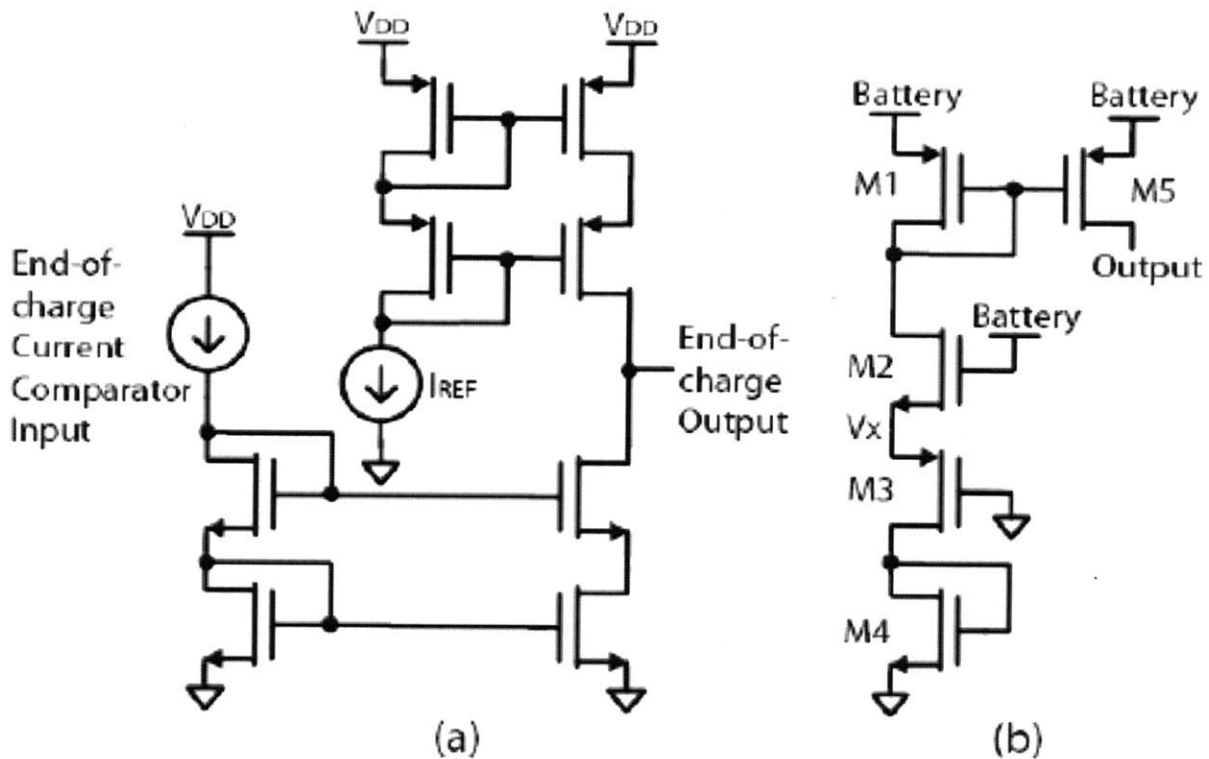 VDD
VDD
Battery
Battery
M1
M5
VDD
End-of-
charge
Current
Comparator
Input
Output
Battery
IREF
End-of-
charge
Output
M2
Vx
M3
M4
(a)
(b)